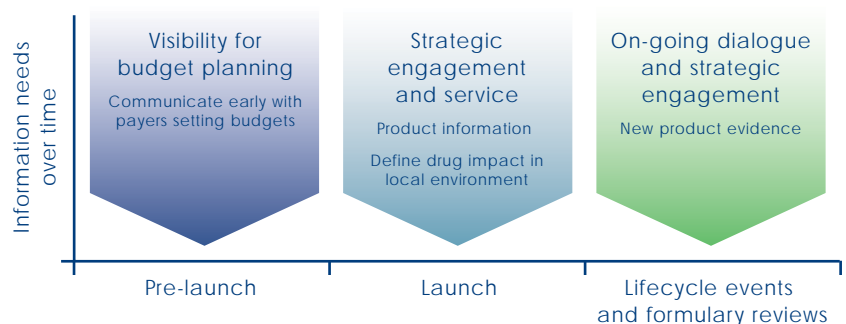 Information needs
over time
Visibility for
budget planning
Communicate early with
payers setting budgets
Strategic
engagement
and service
Product information
Define drug impact in
local environment
On-going dialogue
and strategic
engagement
New product evidence
Pre-launch
Launch
Lifecycle events
and formulary reviews